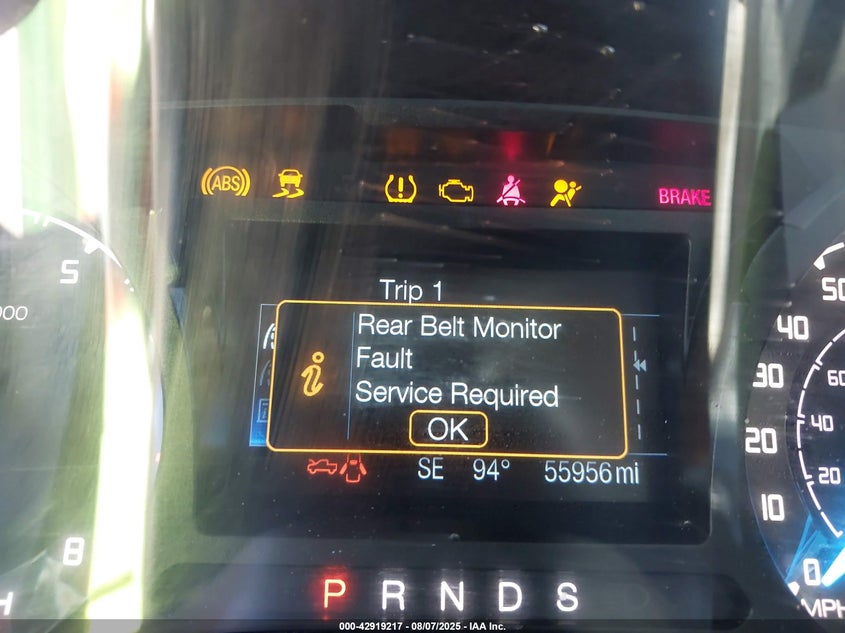 ABS
BRAKE
5
000
8
H
Trip 1
Rear Belt Monitor
Fault
Service Required
OK
SE 94° 55956 mi
P R N D S
50
40
30
20
10
0
60
40
20
MPH
000-42919217 - 08/07/2025 - IAA Inc.